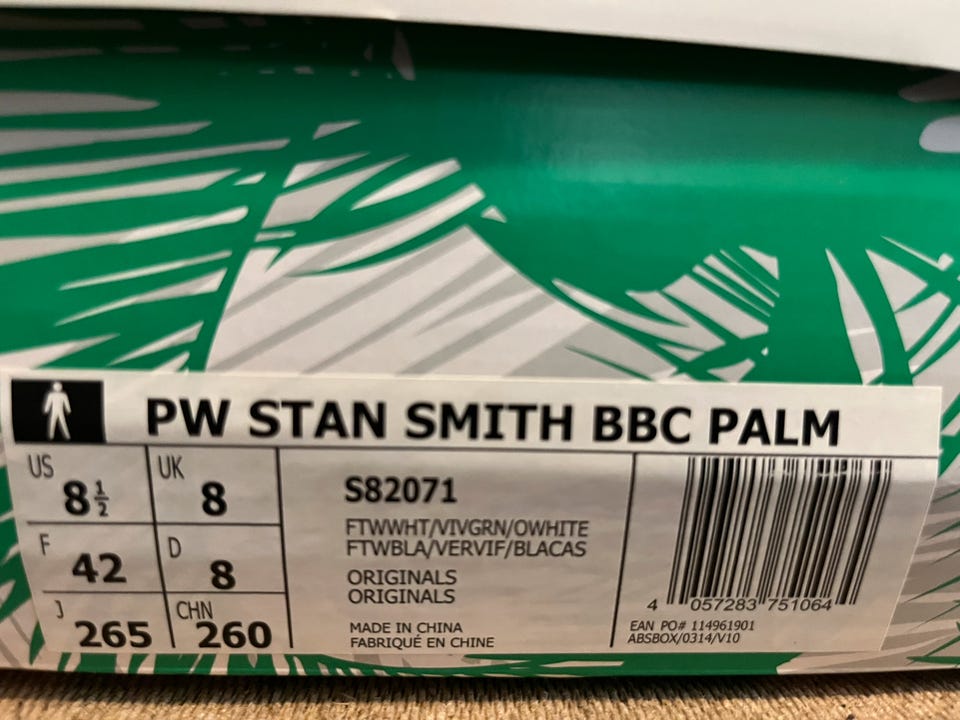 PW STAN SMITH BBC PALM
US 8½ UK 8
F 42 D 8
J 265 CHN 260
S82071
FTWWHT/VIVGRN/OWHITE
FTWBLA/VERVIF/BLACAS
ORIGINALS
ORIGINALS
MADE IN CHINA
FABRIQUÉ EN CHINE
4 057283 751064
EAN PO# 114961901
ABSBOX/0314/V10